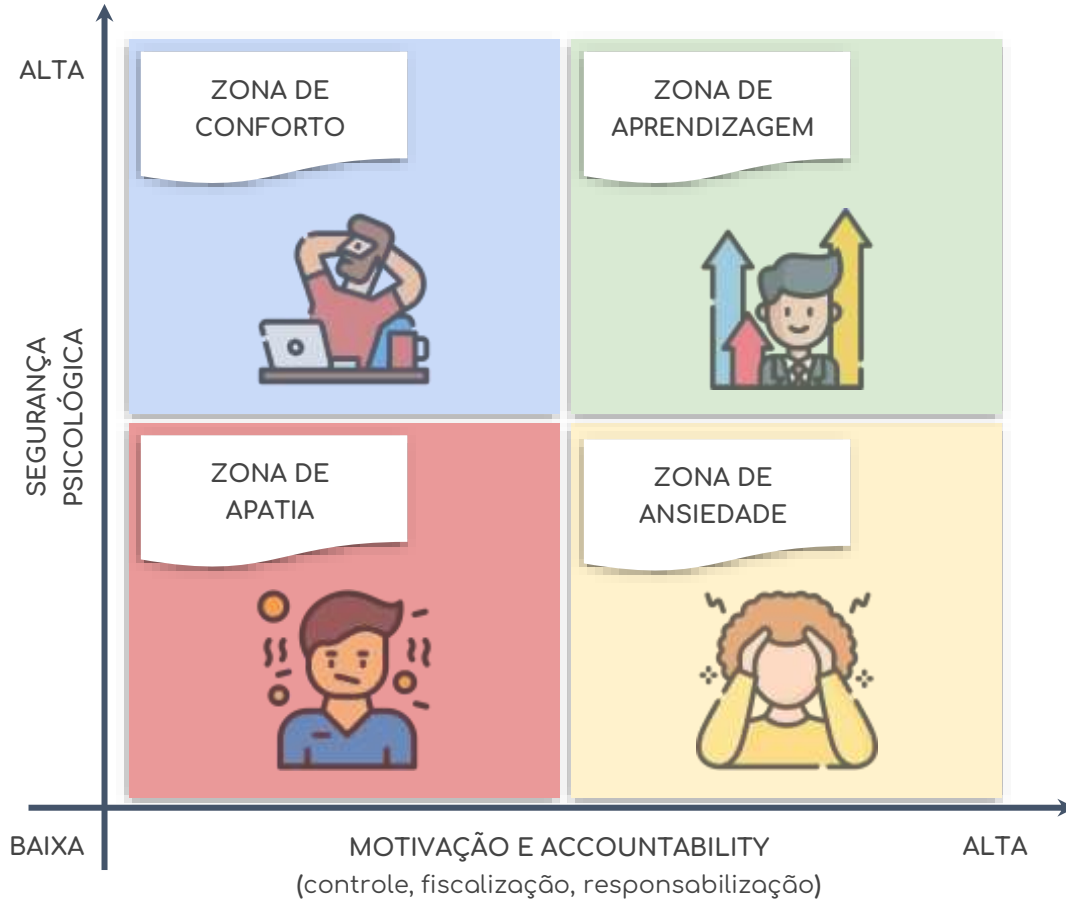 ALTA
ZONA DE
CONFORTO
ZONA DE
APRENDIZAGEM
SEGURANÇA
PSICOLÓGICA
ZONA DE
APATIA
ZONA DE
ANSIEDADE
BAIXA
MOTIVAÇÃO E ACCOUNTABILITY
ALTA
(controle, fiscalização, responsabilização)